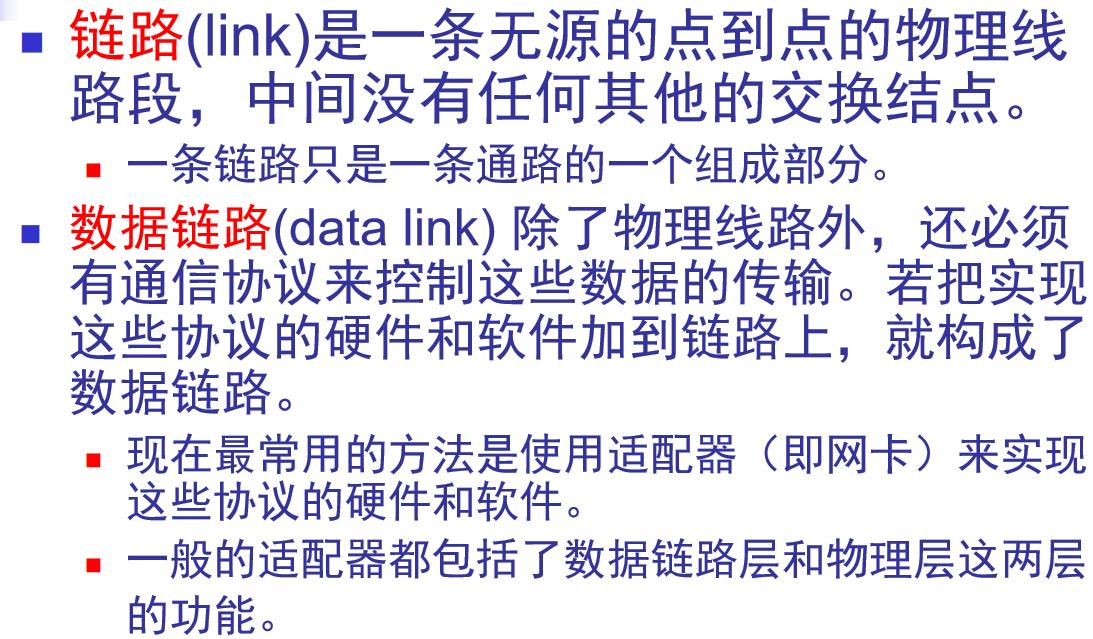 链路(link)是一条无源的点到点的物理线
路段，中间没有任何其他的交换结点。
一条链路只是一条通路的一个组成部分。
数据链路(data link) 除了物理线路外，还必须
有通信协议来控制这些数据的传输。若把实现
这些协议的硬件和软件加到链路上，就构成了
数据链路。
现在最常用的方法是使用适配器（即网卡）来实现
这些协议的硬件和软件。
一般的适配器都包括了数据链路层和物理层这两层
的功能。